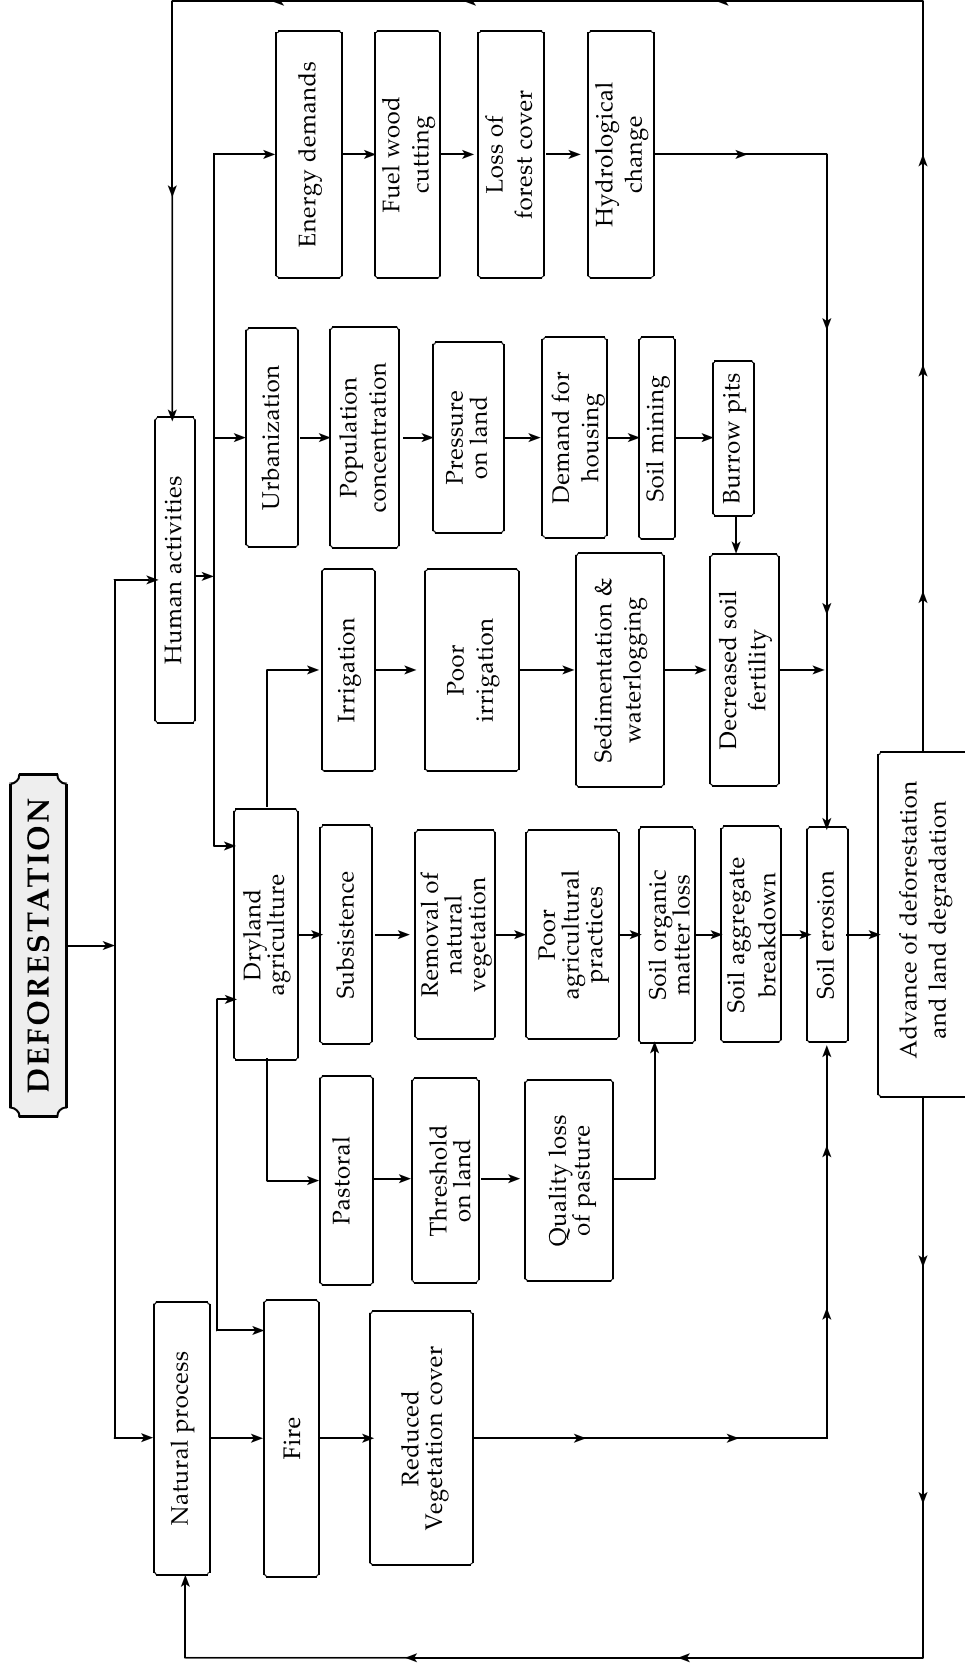 DEFORESTATION
Natural process
Human activities
Fire
Reduced
Vegetation cover
Dryland
agriculture
Pastoral
Threshold
on land
Quality loss
of pasture
Subsistence
Removal of
natural
vegetation
Poor
agricultural
practices
Soil organic
matter loss
Soil aggregate
breakdown
Soil erosion
Irrigation
Poor
irrigation
Sedimentation &
waterlogging
Decreased soil
fertility
Urbanization
Population
concentration
Pressure
on land
Demand for
housing
Soil mining
Burrow pits
Energy demands
Fuel wood
cutting
Loss of
forest cover
Hydrological
change
Advance of deforestation
and land degradation